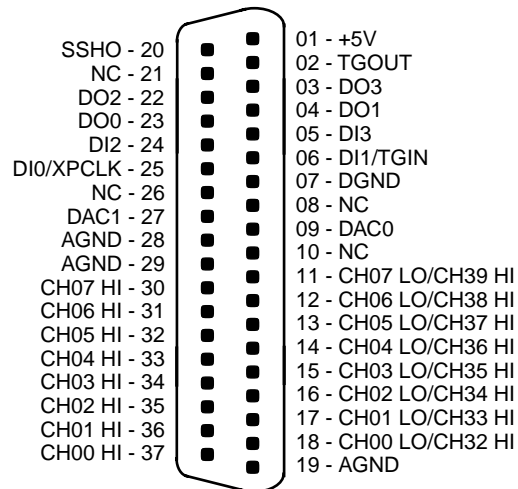 SSHO - 20
NC - 21
DO2 - 22
DO0 - 23
DI2 - 24
DI0/XPCLK - 25
NC - 26
DAC1 - 27
AGND - 28
AGND - 29
CH07 HI - 30
CH06 HI - 31
CH05 HI - 32
CH04 HI - 33
CH03 HI - 34
CH02 HI - 35
CH01 HI - 36
CH00 HI - 37
01 - +5V
02 - TGOUT
03 - DO3
04 - DO1
05 - DI3
06 - DI1/TGIN
07 - DGND
08 - NC
09 - DAC0
10 - NC
11 - CH07 LO/CH39 HI
12 - CH06 LO/CH38 HI
13 - CH05 LO/CH37 HI
14 - CH04 LO/CH36 HI
15 - CH03 LO/CH35 HI
16 - CH02 LO/CH34 HI
17 - CH01 LO/CH33 HI
18 - CH00 LO/CH32 HI
19 - AGND